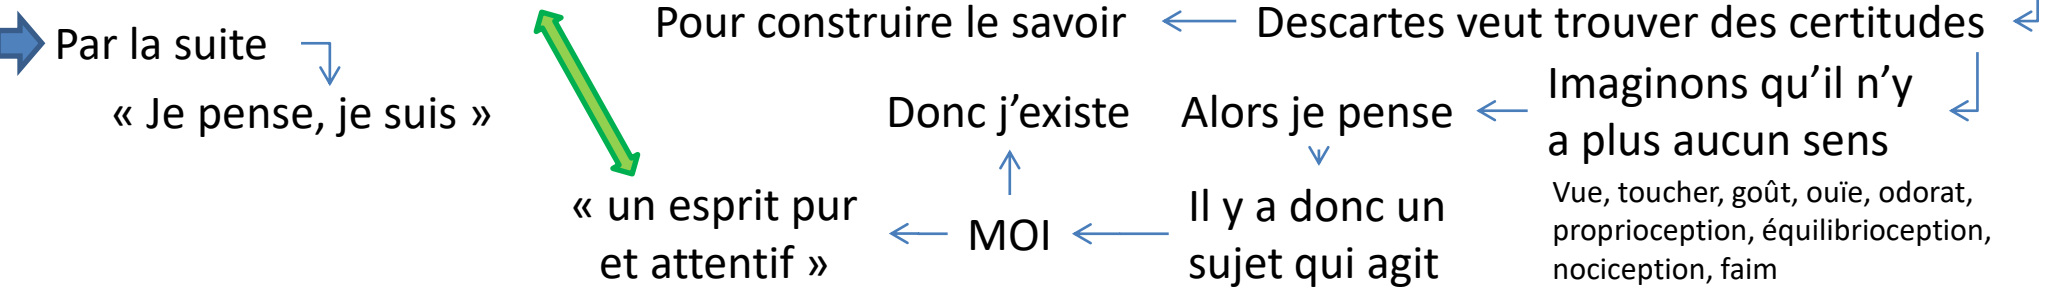 Par la suite
« Je pense, je suis »
Pour construire le savoir
Descartes veut trouver des certitudes
Imaginons qu’il n’y
a plus aucun sens
Vue, toucher, goût, ouïe, odorat,
proprioception, équilibrioception,
nociception, faim
Alors je pense
Il y a donc un
sujet qui agit
MOI
Donc j’existe
« un esprit pur
et attentif »